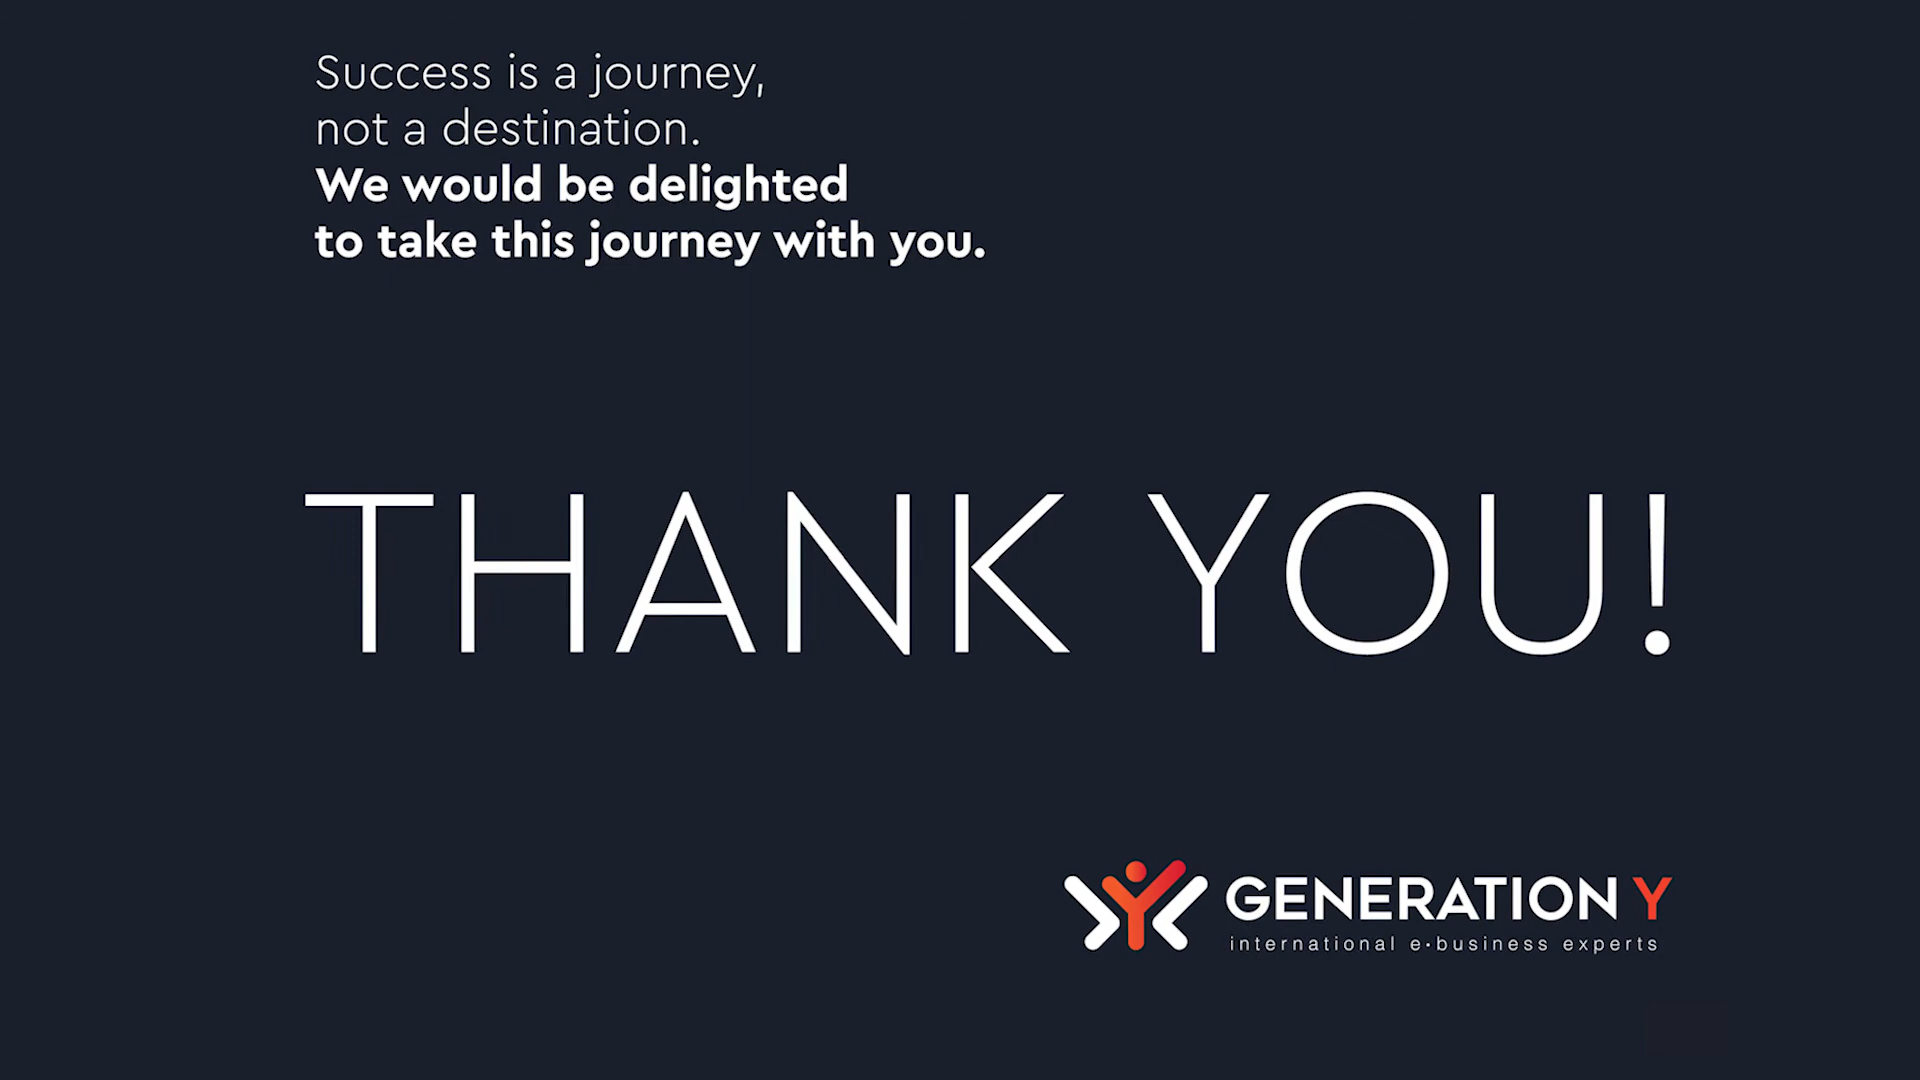 Success is a journey,
not a destination.
We would be delighted
to take this journey with you.
THANK YOU!
GENERATION Y
international e•business experts